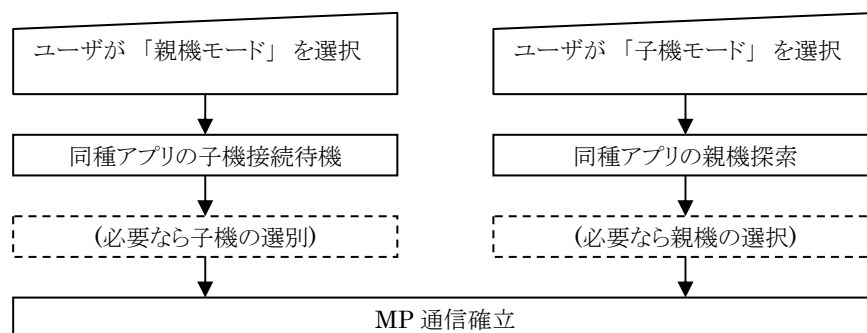 ユーザが 「親機モード」 を選択
ユーザが 「子機モード」 を選択
同種アプリの子機接続待機
同種アプリの親機探索
(必要なら子機の選別)
(必要なら親機の選択)
MP 通信確立